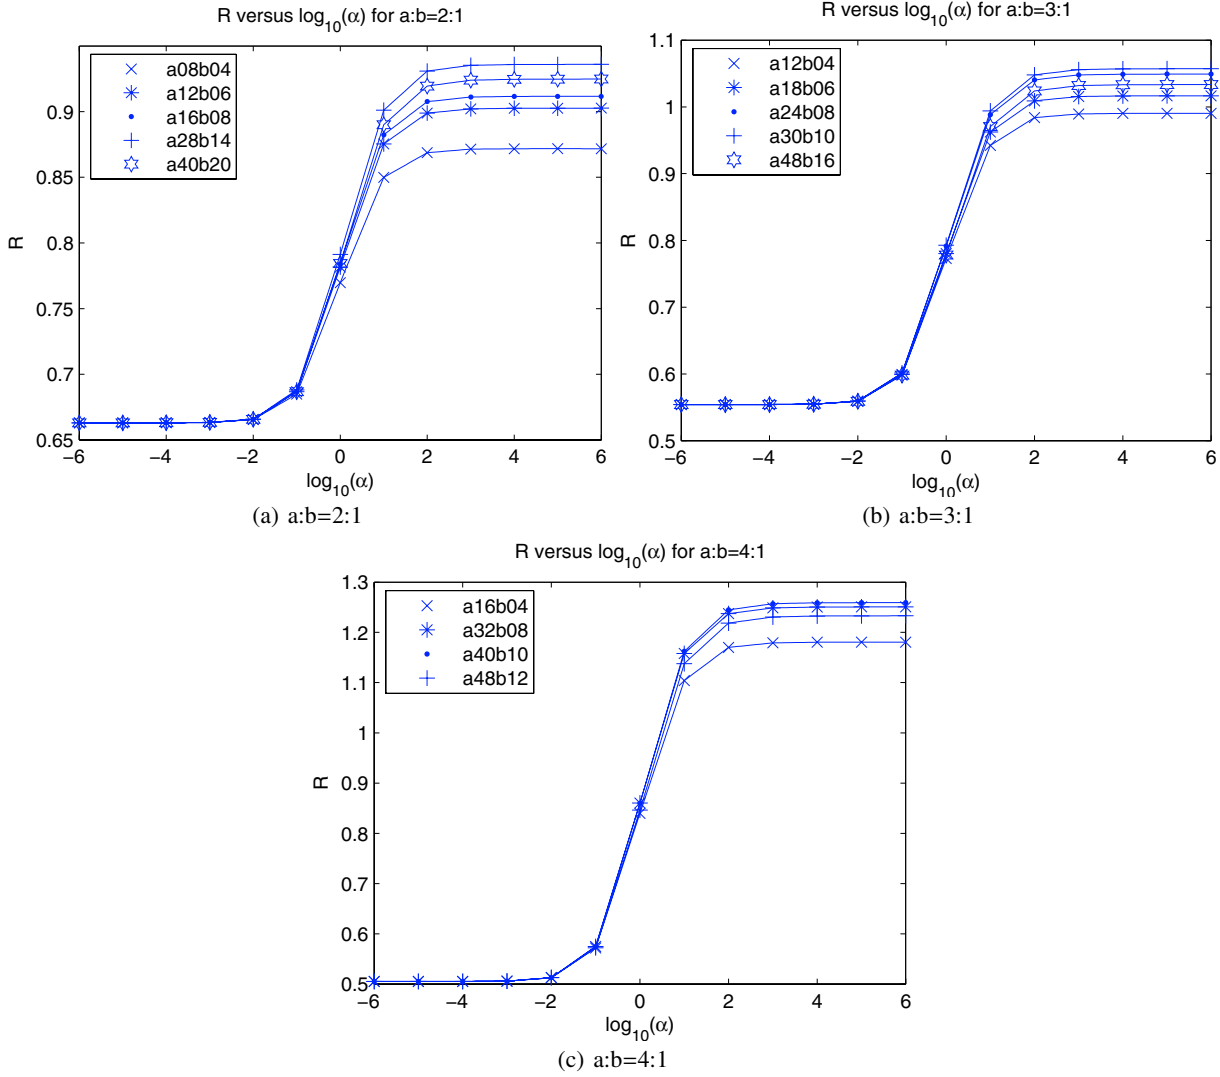 R versus log10(α) for a:b=2:1
a08b04
a12b06
a16b08
a28b14
a40b20
0.9
0.85
0.8
0.75
0.7
0.65
R
−6 −4 −2 0 2 4 6
log10(α)
(a) a:b=2:1
R versus log10(α) for a:b=3:1
a12b04
a18b06
a24b08
a30b10
a48b16
1.1
1
0.9
0.8
0.7
0.6
0.5
R
−6 −4 −2 0 2 4 6
log10(α)
(b) a:b=3:1
R versus log10(α) for a:b=4:1
a16b04
a32b08
a40b10
a48b12
1.3
1.2
1.1
1
0.9
0.8
0.7
0.6
0.5
R
−6 −4 −2 0 2 4 6
log10(α)
(c) a:b=4:1